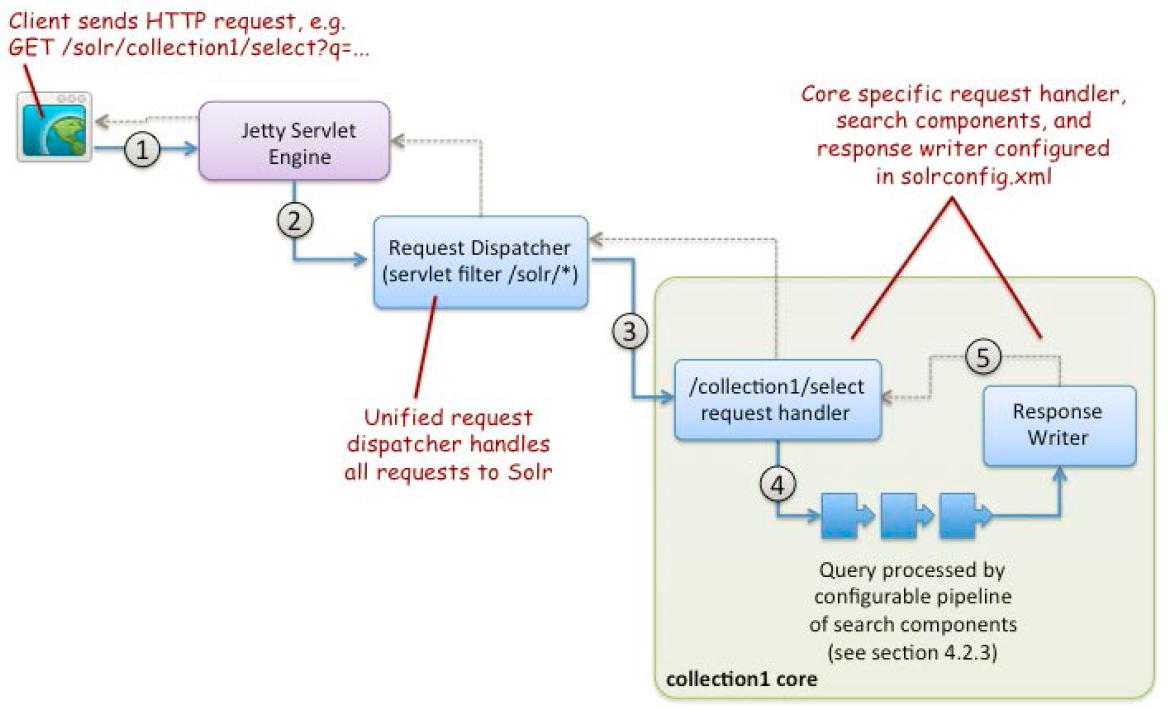 Client sends HTTP request, e.g.
GET /solr/collection1/select?q=...
1
Jetty Servlet
Engine
2
Request Dispatcher
(servlet filter /solr/*)
Unified request
dispatcher handles
all requests to Solr
3
Core specific request handler,
search components, and
response writer configured
in solrconfig.xml
/collection1/select
request handler
5
Response
Writer
4
Query processed by
configurable pipeline
of search components
(see section 4.2.3)
collection1 core